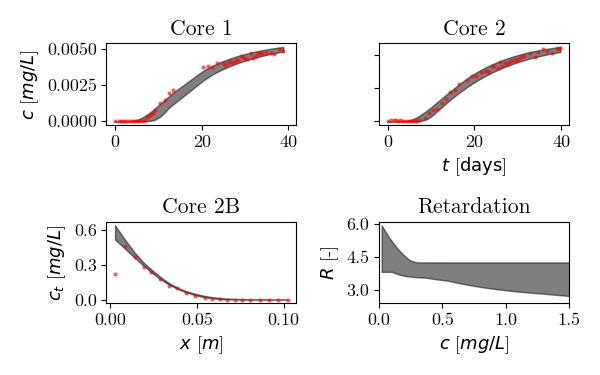 Core 1
c [mg/L]
0.0050
0.0025
0.0000
0 20 40
Core 2
0 20 40
t [days]
Core 2B
c_t [mg/L]
0.6
0.3
0.0
0.00 0.05 0.10
x [m]
Retardation
R [-]
6.0
4.5
3.0
0.0 0.5 1.0 1.5
c [mg/L]